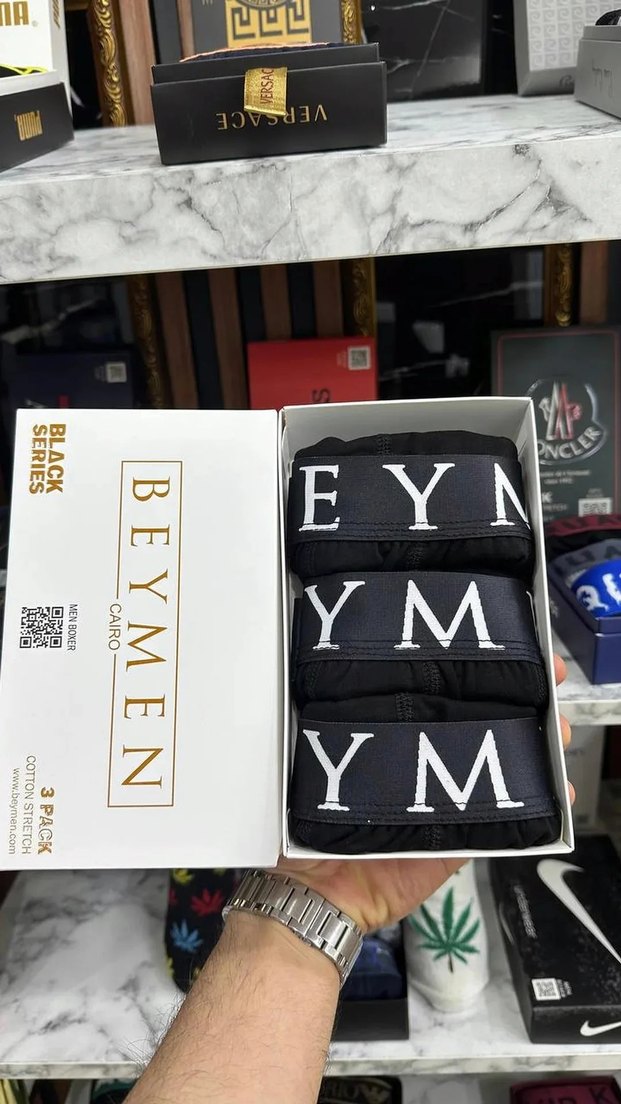 PUMA
VERSACE
VERSACE
BLACK
SERIES
BEYMEN
CAIRO
MEN BOXER
3 PACK
COTTON STRETCH
www.beymen.com
EYM
YM
YM
MONCLER